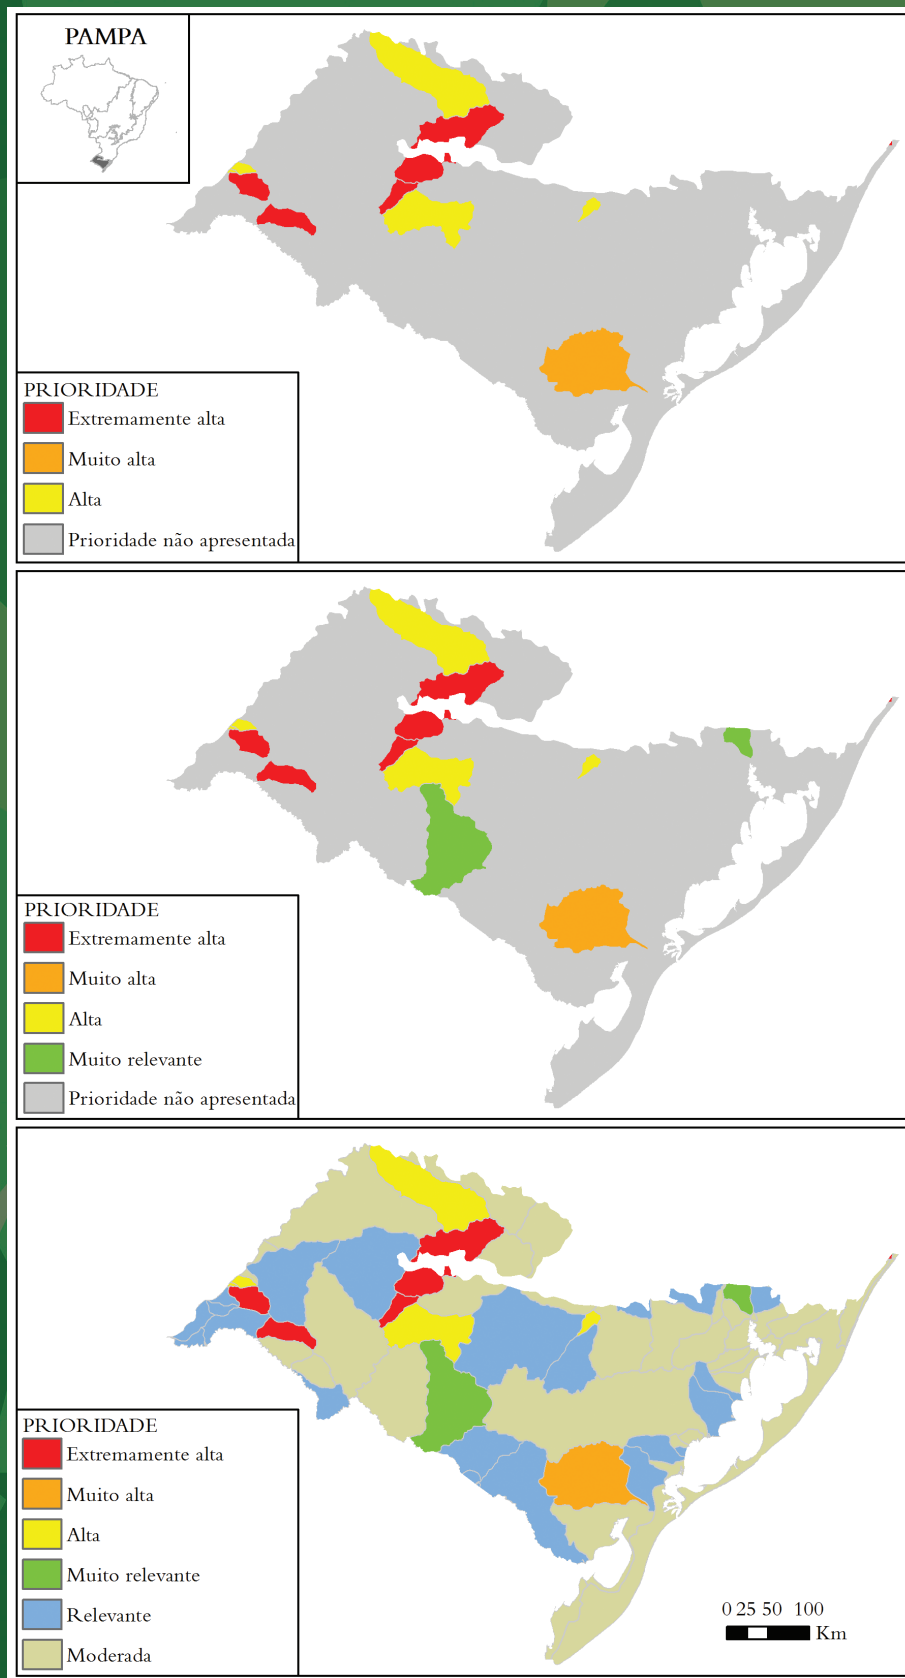 PAMPA
PRIORIDADE
Extremamente alta
Muito alta
Alta
Prioridade não apresentada
PRIORIDADE
Extremamente alta
Muito alta
Alta
Muito relevante
Prioridade não apresentada
PRIORIDADE
Extremamente alta
Muito alta
Alta
Muito relevante
Relevante
Moderada
0 25 50 100
Km